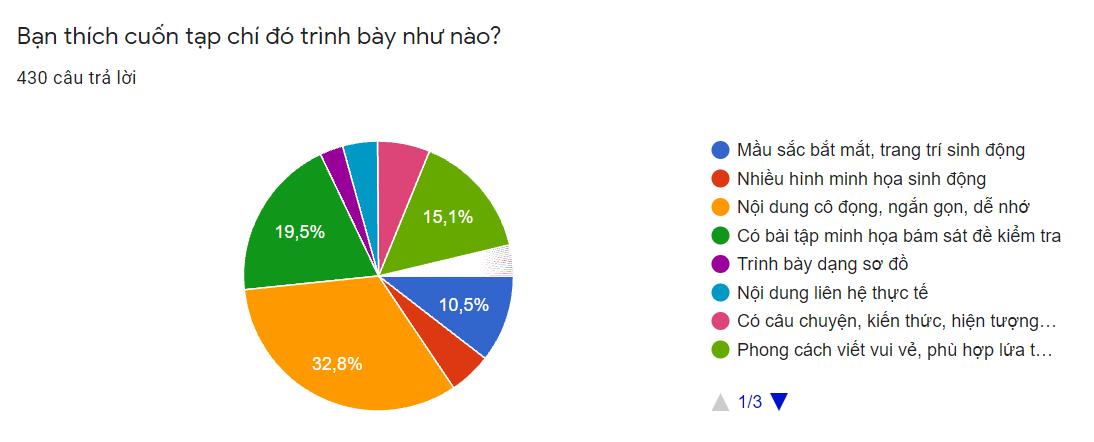 Bạn thích cuốn tạp chí đó trình bày như nào?
430 câu trả lời
15,1%
19,5%
10,5%
32,8%
Mầu sắc bắt mắt, trang trí sinh động
Nhiều hình minh họa sinh động
Nội dung cô đọng, ngắn gọn, dễ nhớ
Có bài tập minh họa bám sát đề kiểm tra
Trình bày dạng sơ đồ
Nội dung liên hệ thực tế
Có câu chuyện, kiến thức, hiện tượng…
Phong cách viết vui vẻ, phù hợp lứa t…
1/3